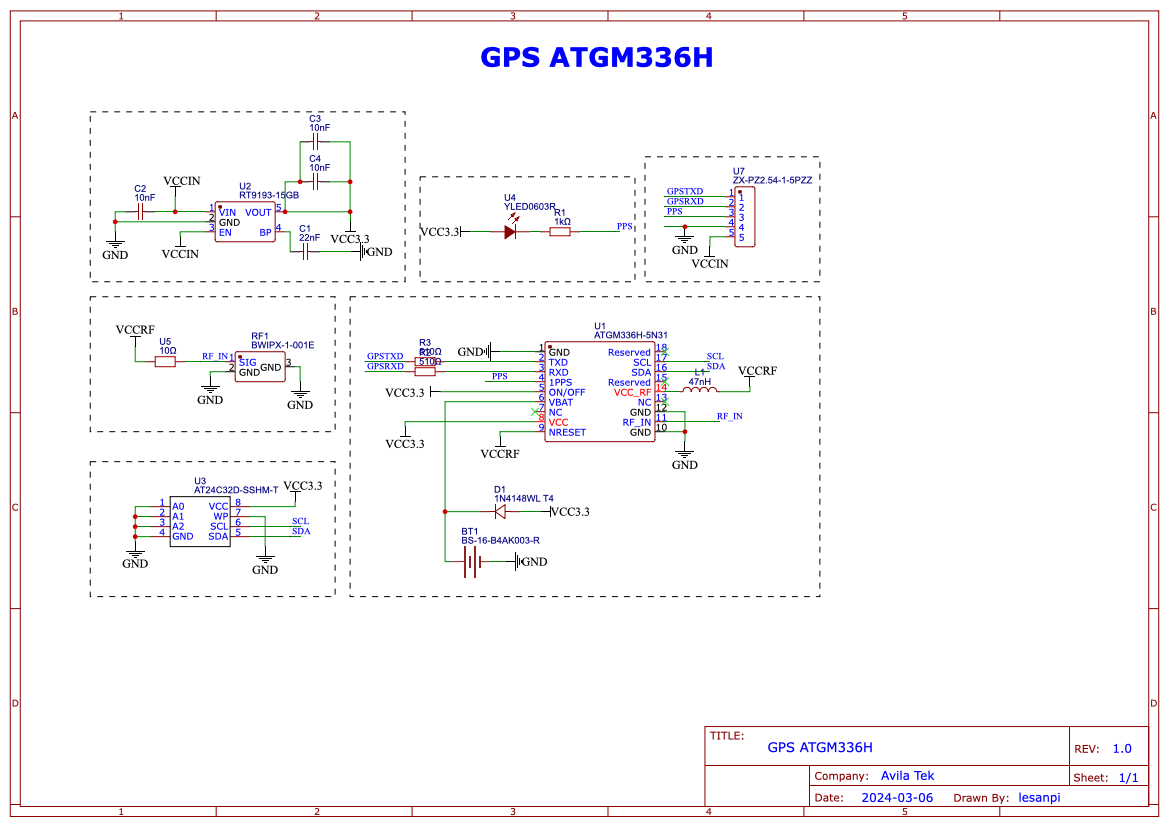 1 2 3 4 5
GPS ATGM336H
A A
B B
C C
D D
C3
10nF
C4
10nF
C2
10nF
VCCIN
U2
RT9193-15GB
1 VIN VOUT 5
2 GND
3 EN BP 4
C1
22nF
VCC3.3
GND
GND
VCCIN
U4
YLED0603R
R1
1kΩ
VCC3.3
PPS
U7
ZX-PZ2.54-1-5PZZ
GPSTXD 1 1
GPSRXD 2 2
PPS 3 3
4 4
5 5
GND
VCCIN
VCCRF
U5
10Ω
RF1
BWIPX-1-001E
RF_IN 1 SIG
2 GND GND 3
GND
GND
U3
AT24C32D-SSHM-T
VCC3.3
1 A0 VCC 8
2 A1 WP 7
3 A2 SCL 6 SCL
4 GND SDA 5 SDA
GND
GND
U1
ATGM336H-5N31
R3
510Ω
GPSTXD
GPSRXD
PPS
GND
VCC3.3
VCC3.3
VCCRF
1 GND Reserved 18
2 TXD SCL 17 SCL
3 RXD SDA 16 SDA
4 1PPS Reserved 15
5 ON/OFF VCC_RF 14
6 VBAT NC 13
7 NC GND 12
8 VCC RF_IN 11 RF_IN
9 NRESET GND 10
L1
47nH
VCCRF
GND
D1
1N4148WL T4
VCC3.3
BT1
BS-16-B4AK003-R
GND
TITLE:
GPS ATGM336H
REV: 1.0
Company: Avila Tek
Sheet: 1/1
Date: 2024-03-06 Drawn By: lesanpi
1 2 3 4 5